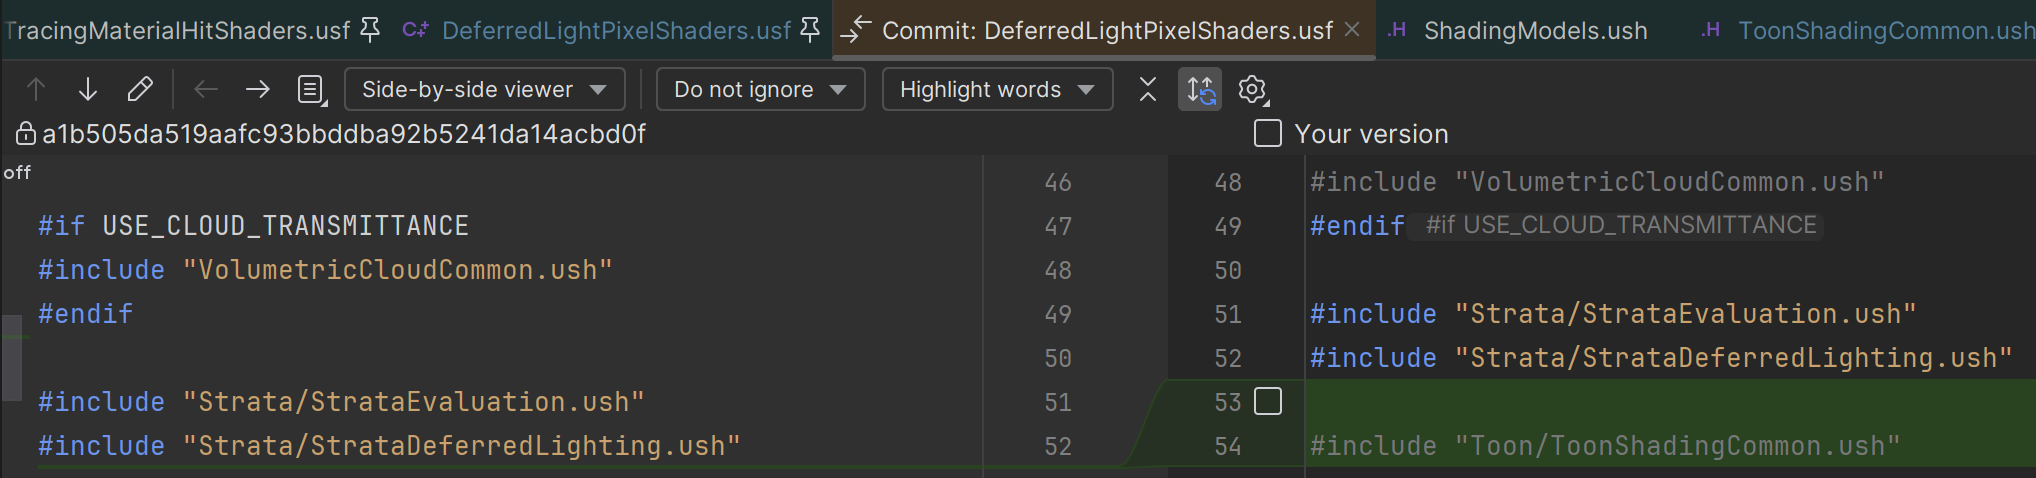 TracingMaterialHitShaders.usf C++ DeferredLightPixelShaders.usf Commit: DeferredLightPixelShaders.usf .H ShadingModels.ush .H ToonShadingCommon.ush
Side-by-side viewer Do not ignore Highlight words
a1b505da519aafc93bbddba92b5241da14acbd0f Your version
off
46 48 #include "VolumetricCloudCommon.ush"
#if USE_CLOUD_TRANSMITTANCE 47 49 #endif #if USE_CLOUD_TRANSMITTANCE
#include "VolumetricCloudCommon.ush" 48 50
#endif 49 51 #include "Strata/StrataEvaluation.ush"
50 52 #include "Strata/StrataDeferredLighting.ush"
#include "Strata/StrataEvaluation.ush" 51 53
#include "Strata/StrataDeferredLighting.ush" 52 54 #include "Toon/ToonShadingCommon.ush"